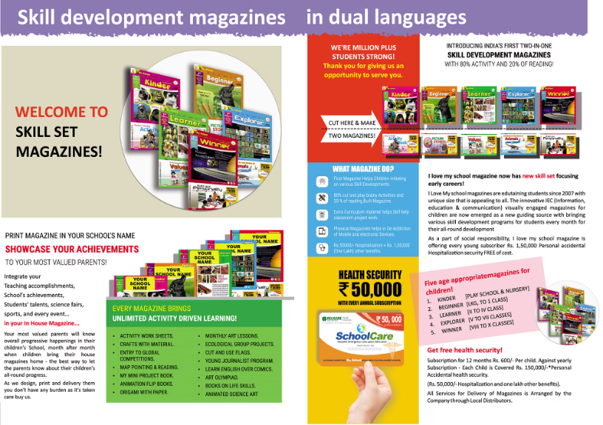 Skill development magazines in dual languages
WELCOME TO
SKILL SET
MAGAZINES!
PRINT MAGAZINE IN YOUR SCHOOL'S NAME
SHOWCASE YOUR ACHIEVEMENTS
TO YOUR MOST VALUED PARENTS!
Integrate your
Teaching accomplishments,
School's achievements,
Students' talents, science fairs,
sports, and every event...
in your In House Magazine...
Your most valued parents will know
overall progressive happenings in their
children's School, month after month
when children bring their house
magazines home - the best way to let
the parents know about their children's
all-round progress.
As we design, print and delivery them
you don't have any burden as it's taken
care buy us.
YOUR SCHOOL NAME
EVERY MAGAZINE BRINGS
UNLIMITED ACTIVITY DRIVEN LEARNING!
• ACTIVITY WORK SHEETS.
• CRAFTS WITH MATERIAL.
• ENTRY TO GLOBAL
COMPETITIONS.
• MAP POINTING & READING.
• MY MINI PROJECT BOOK.
• ANIMATION FLIP BOOKS.
• ORIGAMI WITH PAPER.
• MONTHLY ART LESSONS.
• ECOLOGICAL GROUP PROJECTS.
• CUT AND USE FLAGS.
• YOUNG JOURNALIST PROGRAM.
• LEARN ENGLISH OVER COMICS.
• ART OLYMPIAD.
• BOOKS ON LIFE SKILLS.
• ANIMATED SCIENCE ART
WE'RE MILLION PLUS
STUDENTS STRONG!
Thank you for giving us an
opportunity to serve you.
INTRODUCING INDIA'S FIRST TWO-IN-ONE
SKILL DEVELOPMENT MAGAZINES
WITH 80% ACTIVITY AND 20% OF READING!
Kinder
Beginner
Learner
Explorer
Winner
CUT HERE & MAKE
TWO MAGAZINES!
WHAT MAGAZINE DO?
HEALTH SECURITY
₹ 50,000
WITH EVERY ANNUAL SUBSCRIPTION
₹ 50,000
SchoolCare
I love my school magazine now has new skill set focusing
early careers!
I Love My school magazines are edutaining students since 2007 with
unique size that is appealing to all. The innovative IEC (Information,
education & communication) visually engaged magazines for
children are now emerged as a new guiding source with bringing
various skill development programs for students every month for
their all-round development
As a part of social responsibility, I love my school magazine is
offering every subscriber Rs. 1,50,000 Personal accidental
Hospitalization security FREE of cost.
Five age appropriatemagazines for
children!
1. KINDER [PLAY SCHOOL & NURSERY]
2. BEGINNER [LKG, TO 1 CLASS]
3. LEARNER [II TO IV CLASS]
4. EXPLORER [V TO VII CLASSES]
5. WINNER [VIII TO X CLASSES]
Get free health security!
Subscription for 12 months Rs. 600/- Per child. Against yearly
Subscription - Each Child is Covered Rs. 150,000/-*Personal
Accidental Health security.
(Rs. 50,000/- Hospitalization and one lakh other benefits).
All Services for Delivery of Magazines is Arranged by the
Company through Local Distributors.